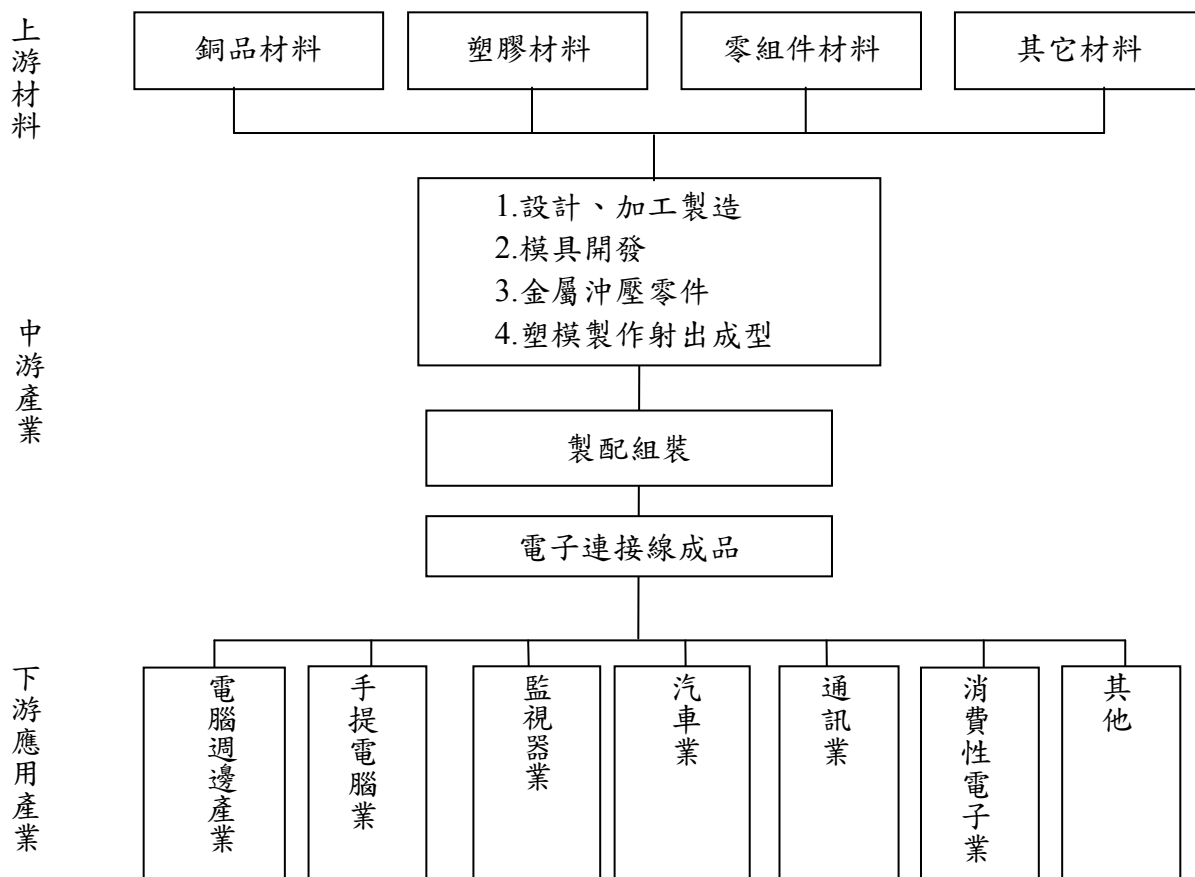 上游材料
銅品材料
塑膠材料
零組件材料
其它材料
中游產業
1.設計、加工製造
2.模具開發
3.金屬沖壓零件
4.塑模製作射出成型
製配組裝
電子連接線成品
下游應用產業
電腦週邊產業
手提電腦業
監視器業
汽車業
通訊業
消費性電子業
其他